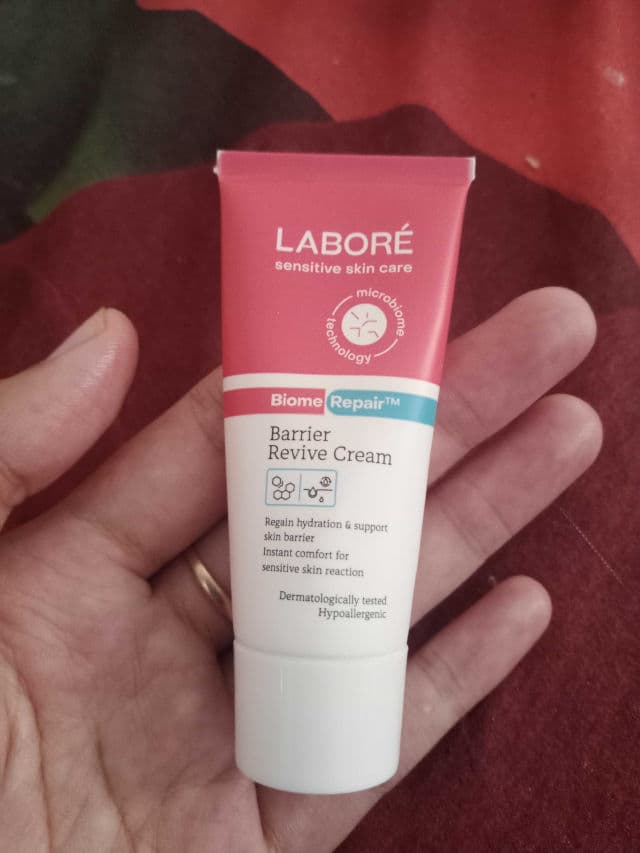 LABORÉ
sensitive skin care
microbiome
technology
Biome Repair™
Barrier
Revive Cream
Regain hydration & support
skin barrier
Instant comfort for
sensitive skin reaction
Dermatologically tested
Hypoallergenic